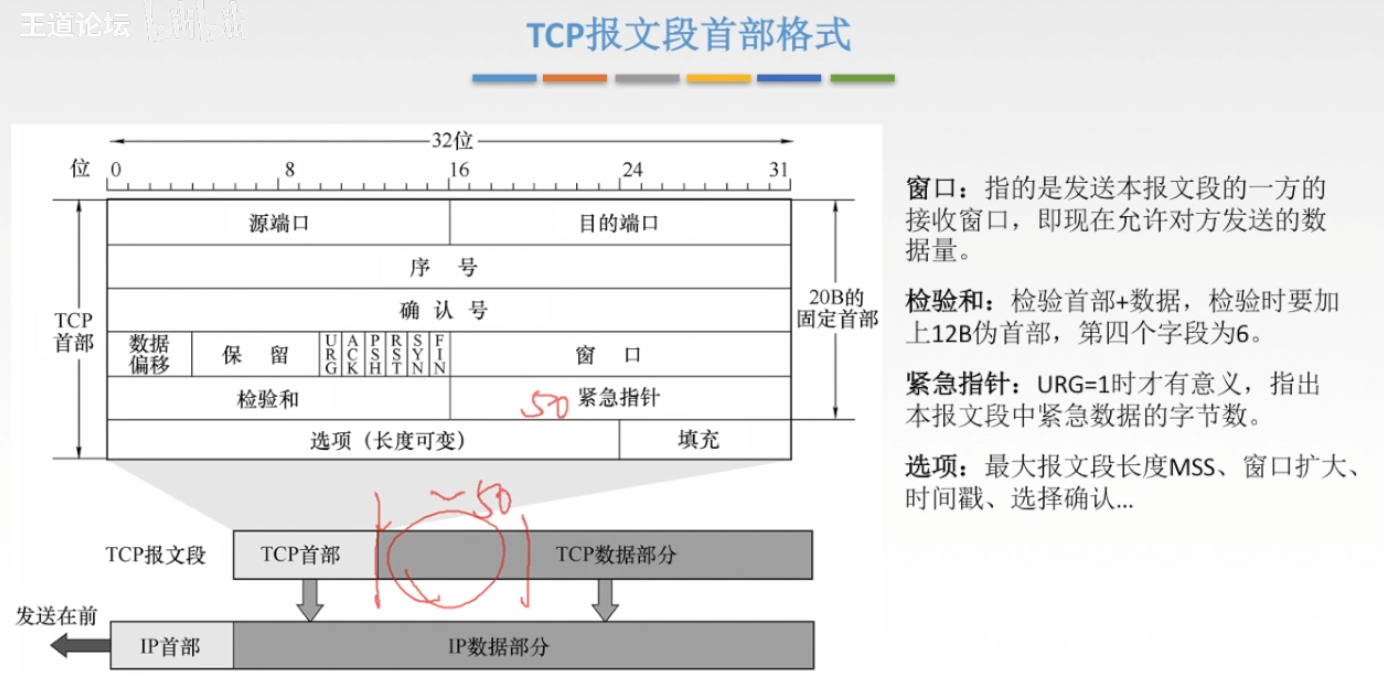 王道论坛 bilibili
TCP报文段首部格式
32位
位 0 8 16 24 31
源端口 目的端口
序 号
确 认 号
TCP
首部
20B的
固定首部
数据
偏移
保 留
URG
ACK
PSH
RST
SYN
FIN
窗 口
检验和 50 紧急指针
选项（长度可变） 填充
~50
TCP报文段 TCP首部 TCP数据部分
发送在前
IP首部 IP数据部分
窗口：指的是发送本报文段的一方的
接收窗口，即现在允许对方发送的数
据量。
检验和：检验首部+数据，检验时要加
上12B伪首部，第四个字段为6。
紧急指针：URG=1时才有意义，指出
本报文段中紧急数据的字节数。
选项：最大报文段长度MSS、窗口扩大、
时间戳、选择确认…